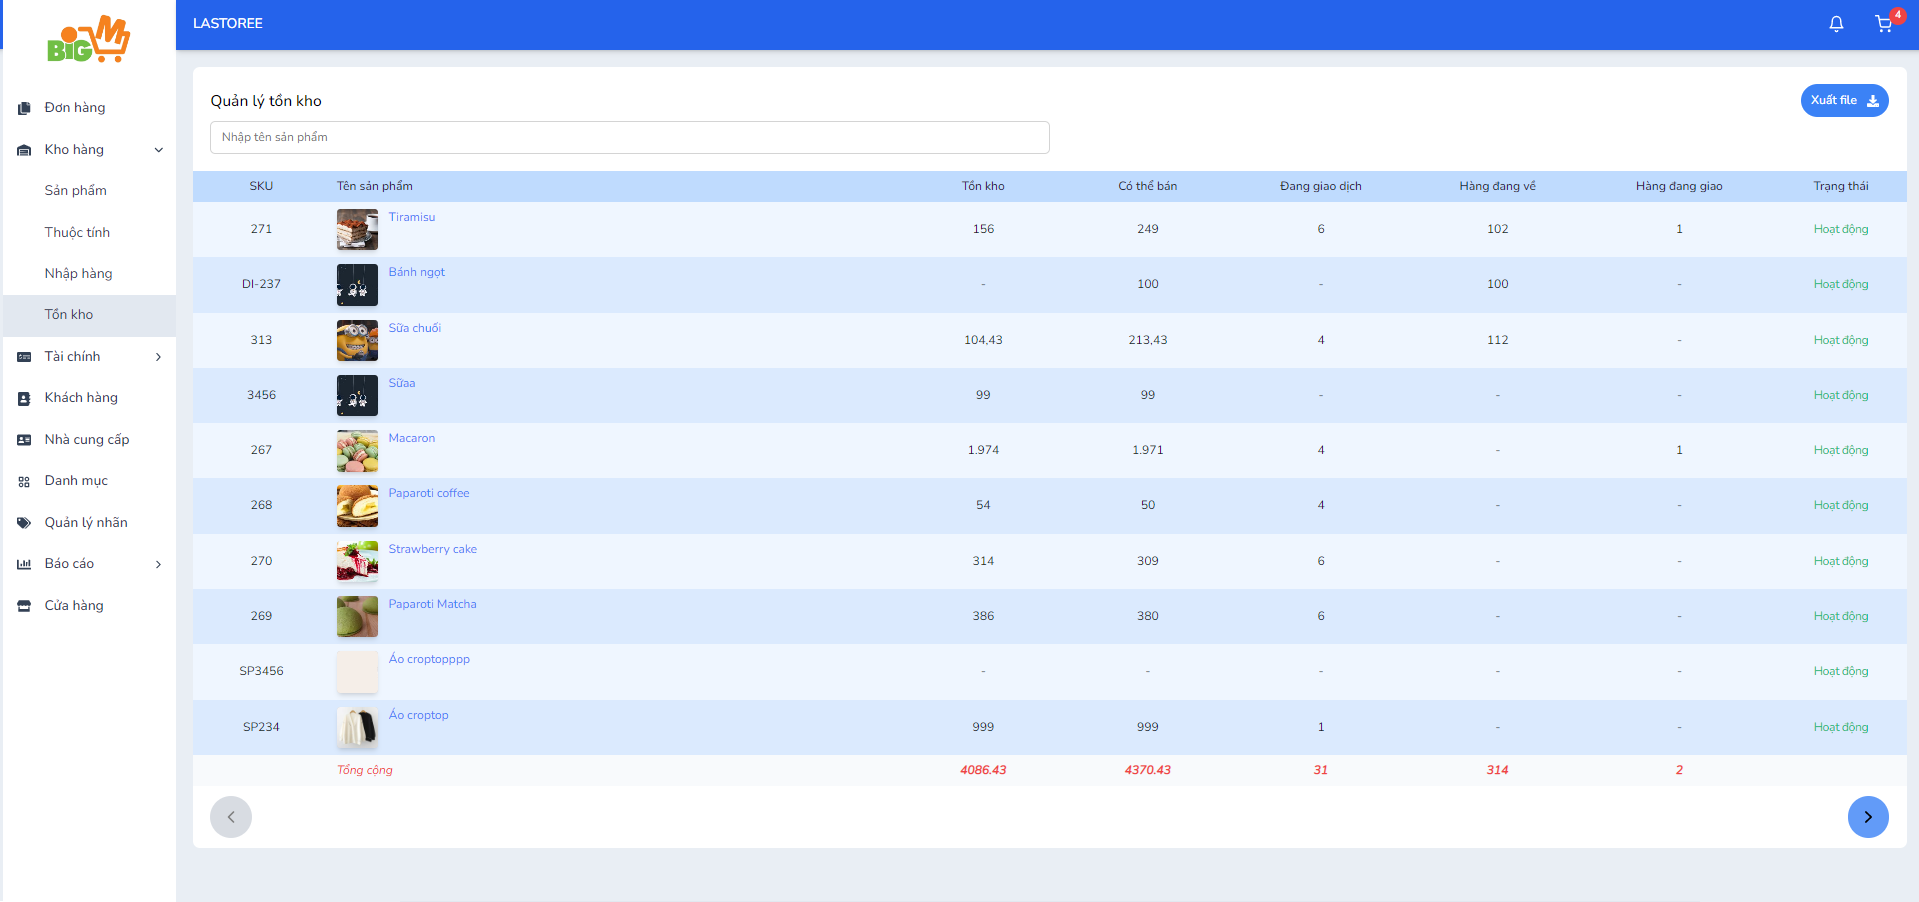 BiG M
LASTOREE
4
Đơn hàng
Kho hàng
Sản phẩm
Thuộc tính
Nhập hàng
Tồn kho
Tài chính
Khách hàng
Nhà cung cấp
Danh mục
Quản lý nhãn
Báo cáo
Cửa hàng
Quản lý tồn kho
Xuất file
Nhập tên sản phẩm
SKU Tên sản phẩm Tồn kho Có thể bán Đang giao dịch Hàng đang về Hàng đang giao Trạng thái
271 Tiramisu 156 249 6 102 1 Hoạt động
DI-237 Bánh ngọt - 100 - 100 - Hoạt động
313 Sữa chuối 104,43 213,43 4 112 - Hoạt động
3456 Sữaa 99 99 - - - Hoạt động
267 Macaron 1.974 1.971 4 - 1 Hoạt động
268 Paparoti coffee 54 50 4 - - Hoạt động
270 Strawberry cake 314 309 6 - - Hoạt động
269 Paparoti Matcha 386 380 6 - - Hoạt động
SP3456 Áo croptopppp - - - - - Hoạt động
SP234 Áo croptop 999 999 1 - - Hoạt động
Tổng cộng 4086.43 4370.43 31 314 2